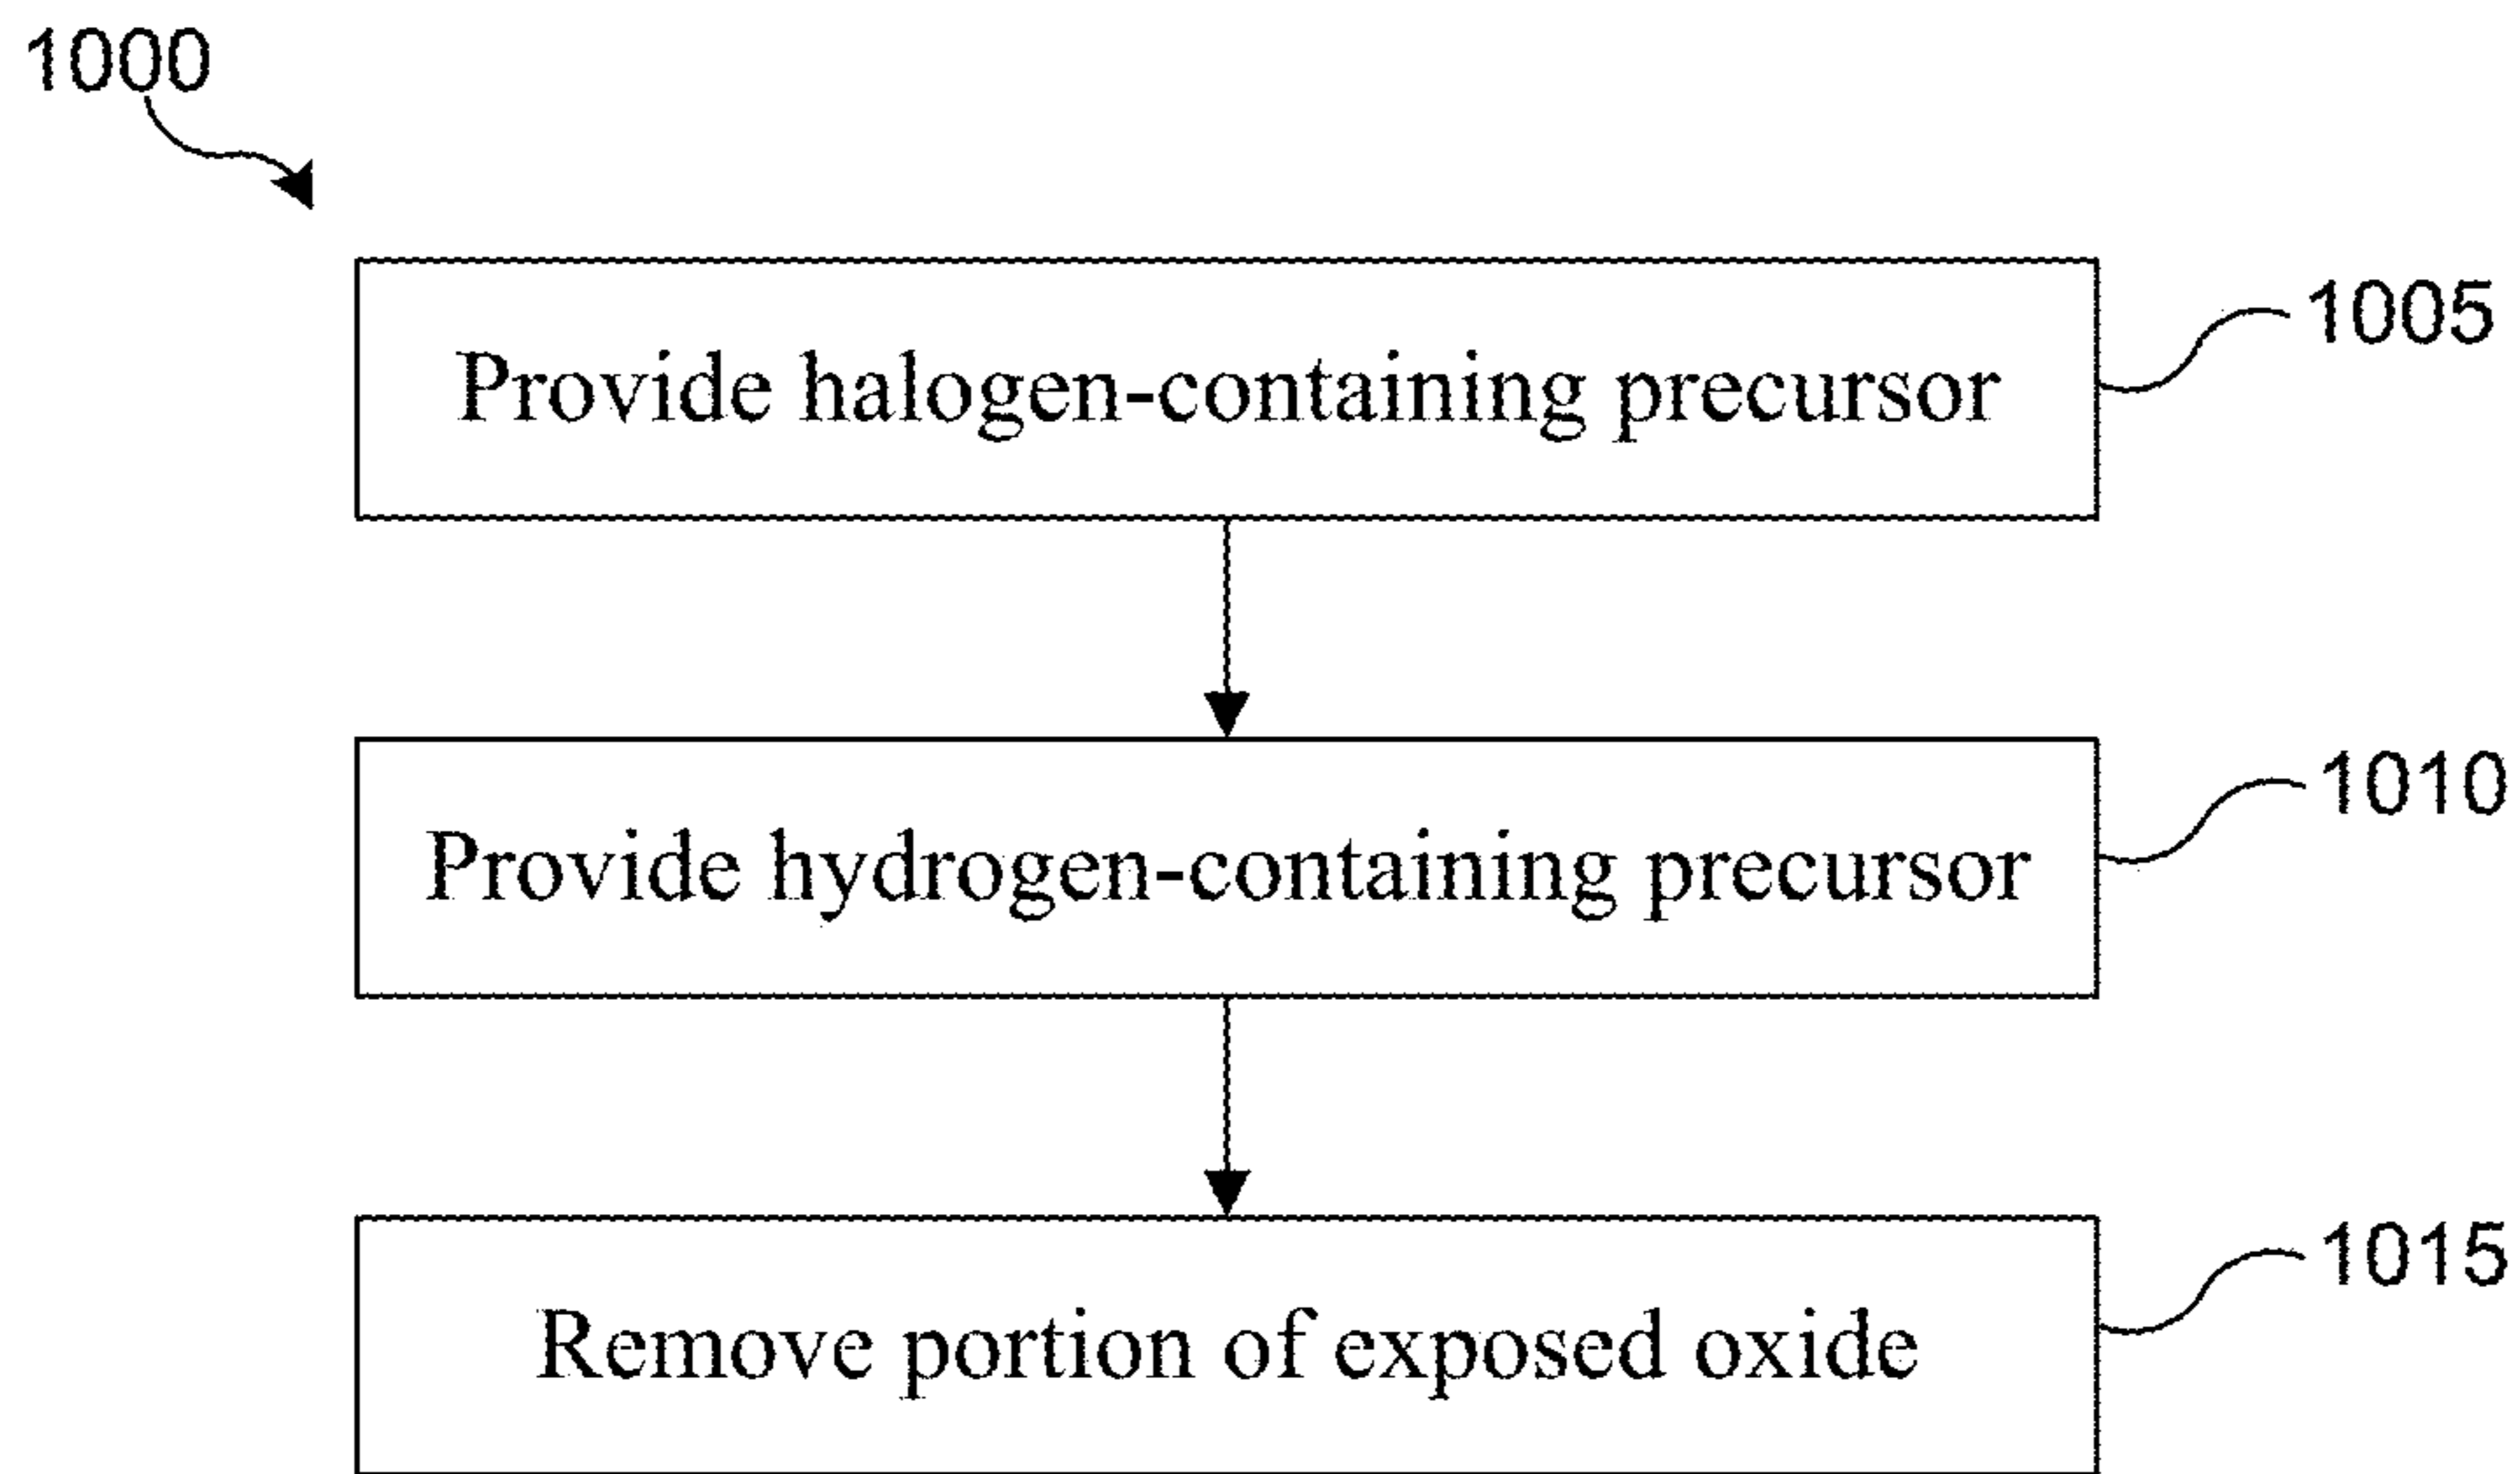 1000
Provide halogen-containing precursor
1005
Provide hydrogen-containing precursor
1010
Remove portion of exposed oxide
1015